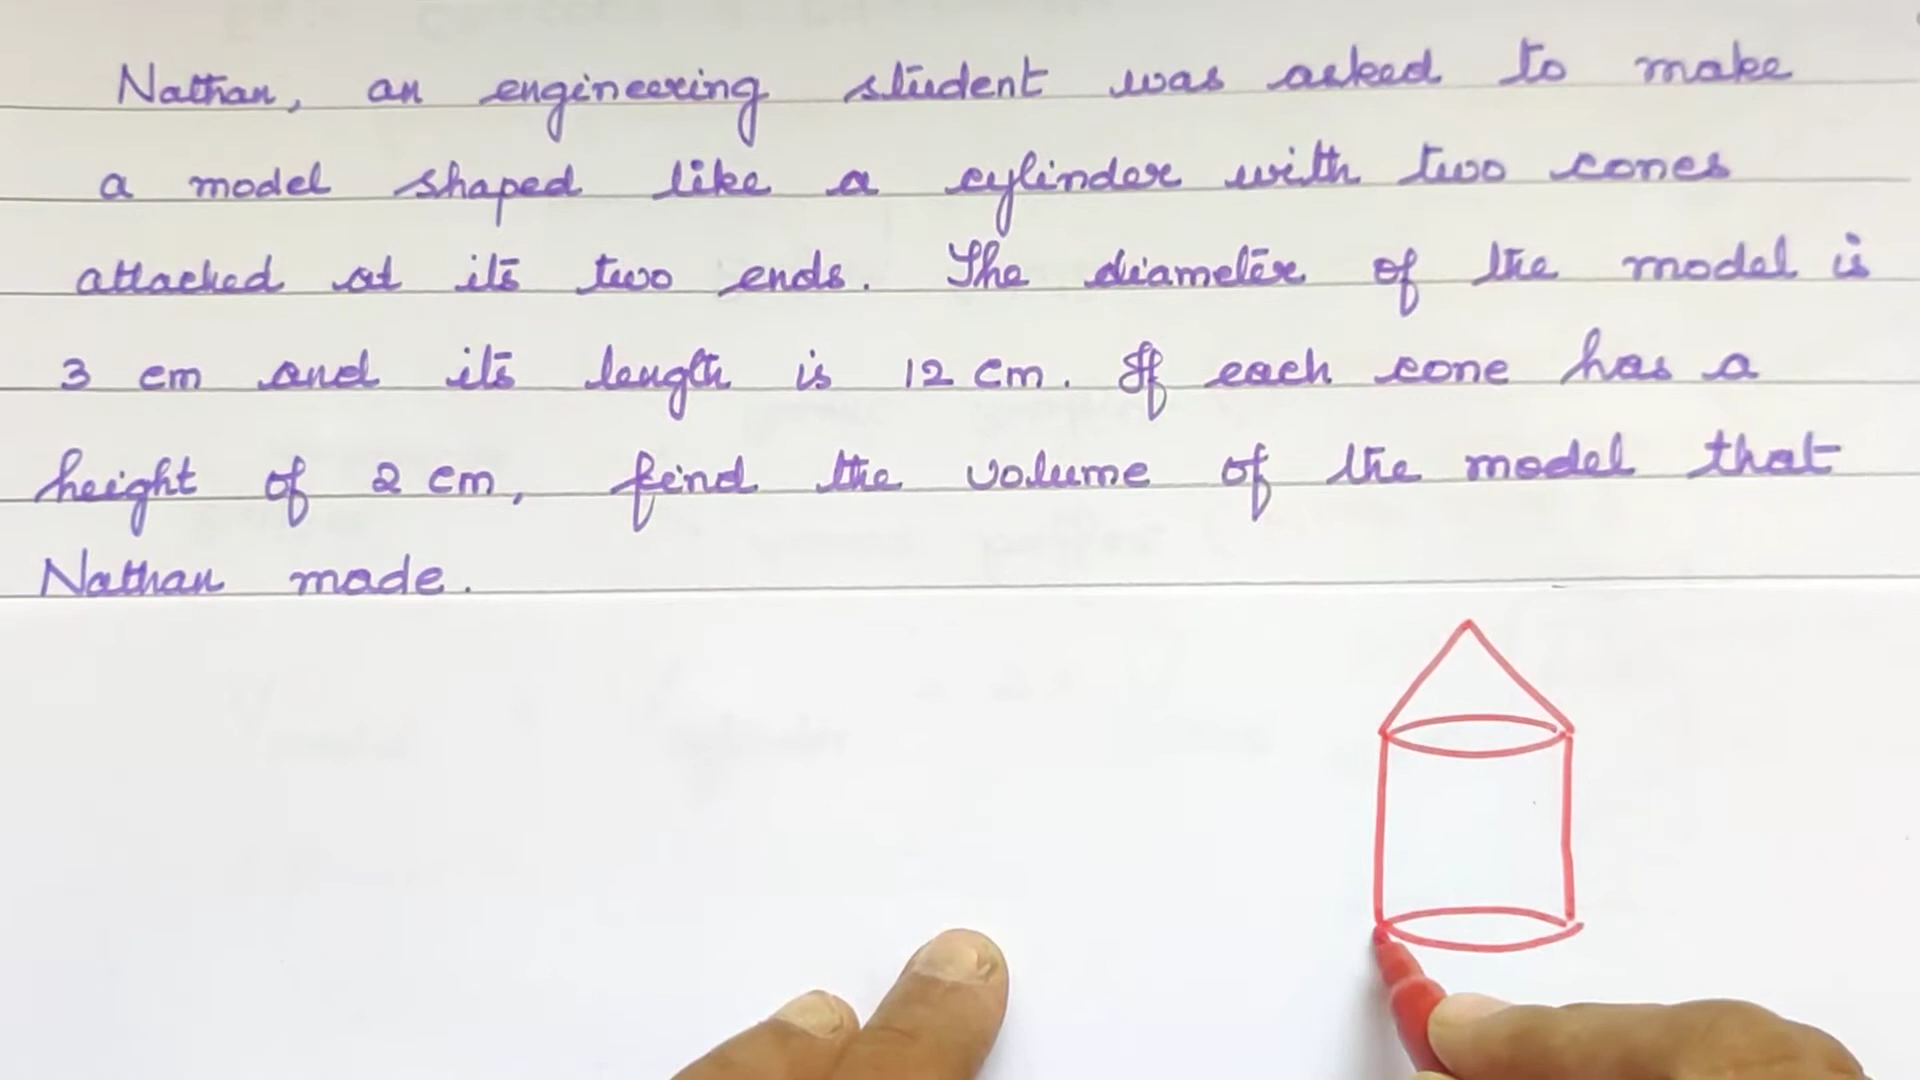 Nathan, an engineering student was asked to make
a model shaped like a cylinder with two cones
attached at its two ends. The diameter of the model is
3 cm and its length is 12 cm. If each cone has a
height of 2 cm, find the volume of the model that
Nathan made.